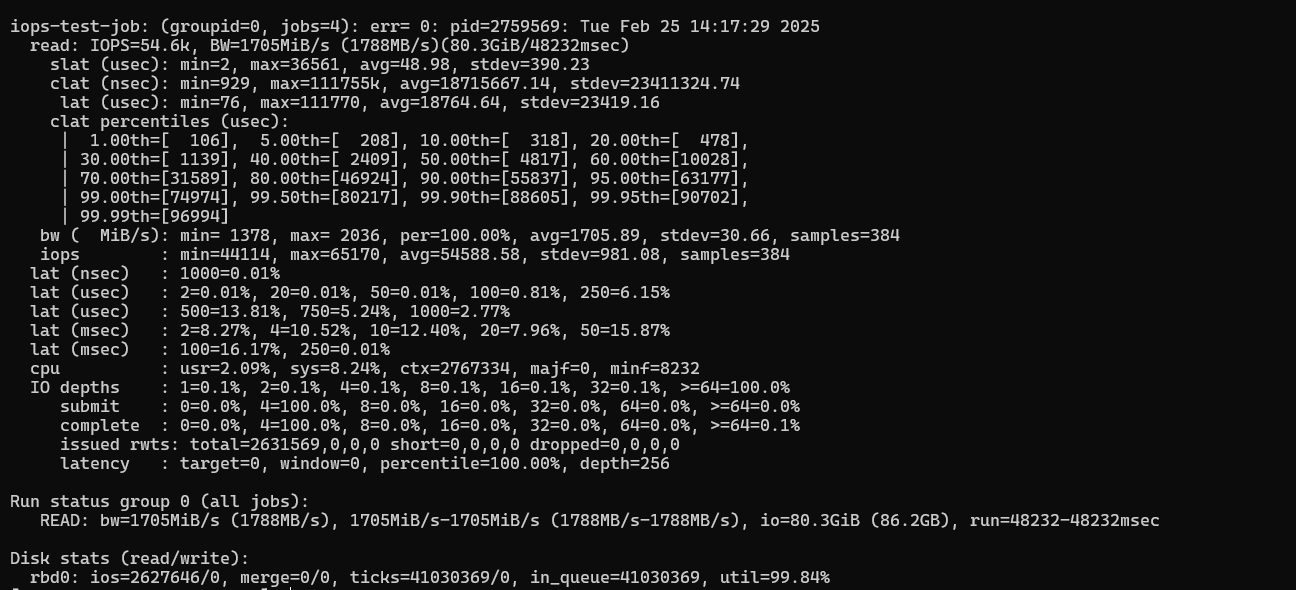 iops-test-job: (groupid=0, jobs=4): err= 0: pid=2759569: Tue Feb 25 14:17:29 2025
  read: IOPS=54.6k, BW=1705MiB/s (1788MB/s)(80.3GiB/48232msec)
    slat (usec): min=2, max=36561, avg=48.98, stdev=390.23
    clat (nsec): min=929, max=111755k, avg=18715667.14, stdev=23411324.74
     lat (usec): min=76, max=111770, avg=18764.64, stdev=23419.16
    clat percentiles (usec):
     |  1.00th=[  106],  5.00th=[  208], 10.00th=[  318], 20.00th=[  478],
     | 30.00th=[ 1139], 40.00th=[ 2409], 50.00th=[ 4817], 60.00th=[10028],
     | 70.00th=[31589], 80.00th=[46924], 90.00th=[55837], 95.00th=[63177],
     | 99.00th=[74974], 99.50th=[80217], 99.90th=[88605], 99.95th=[90702],
     | 99.99th=[96994]
   bw (  MiB/s): min= 1378, max= 2036, per=100.00%, avg=1705.89, stdev=30.66, samples=384
   iops        : min=44114, max=65170, avg=54588.58, stdev=981.08, samples=384
  lat (nsec)   : 1000=0.01%
  lat (usec)   : 2=0.01%, 20=0.01%, 50=0.01%, 100=0.81%, 250=6.15%
  lat (usec)   : 500=13.81%, 750=5.24%, 1000=2.77%
  lat (msec)   : 2=8.27%, 4=10.52%, 10=12.40%, 20=7.96%, 50=15.87%
  lat (msec)   : 100=16.17%, 250=0.01%
  cpu          : usr=2.09%, sys=8.24%, ctx=2767334, majf=0, minf=8232
  IO depths    : 1=0.1%, 2=0.1%, 4=0.1%, 8=0.1%, 16=0.1%, 32=0.1%, >=64=100.0%
     submit    : 0=0.0%, 4=100.0%, 8=0.0%, 16=0.0%, 32=0.0%, 64=0.0%, >=64=0.0%
     complete  : 0=0.0%, 4=100.0%, 8=0.0%, 16=0.0%, 32=0.0%, 64=0.0%, >=64=0.1%
     issued rwts: total=2631569,0,0,0 short=0,0,0,0 dropped=0,0,0,0
     latency   : target=0, window=0, percentile=100.00%, depth=256

Run status group 0 (all jobs):
   READ: bw=1705MiB/s (1788MB/s), 1705MiB/s-1705MiB/s (1788MB/s-1788MB/s), io=80.3GiB (86.2GB), run=48232-48232msec

Disk stats (read/write):
  rbd0: ios=2627646/0, merge=0/0, ticks=41030369/0, in_queue=41030369, util=99.84%